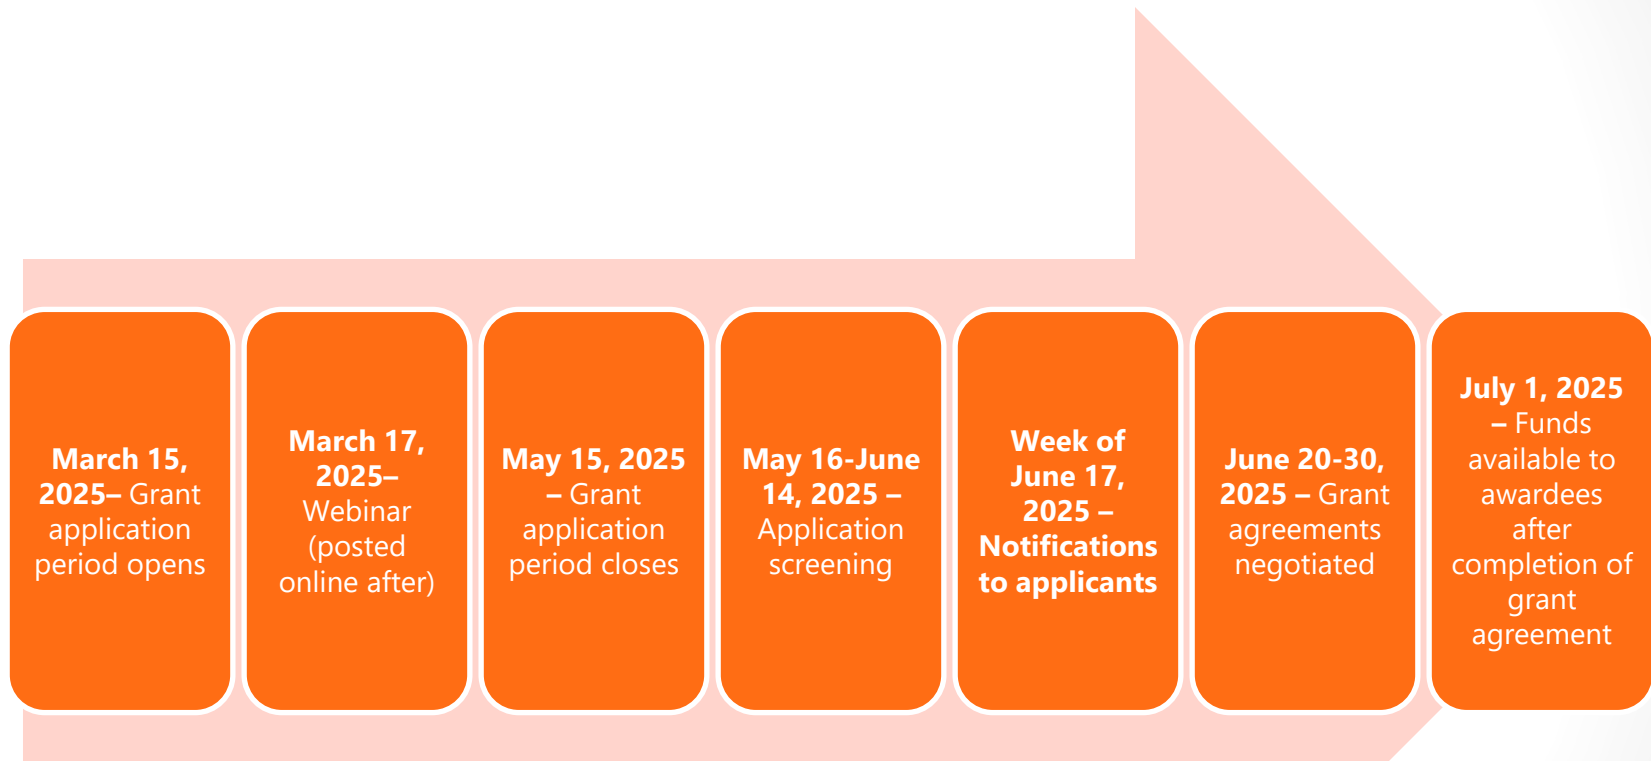 March 15,
2025– Grant
application
period opens
March 17,
2025–
Webinar
(posted
online after)
May 15, 2025
– Grant
application
period closes
May 16-June
14, 2025 –
Application
screening
Week of
June 17,
2025 –
Notifications
to applicants
June 20-30,
2025 – Grant
agreements
negotiated
July 1, 2025
– Funds
available to
awardees
after
completion of
grant
agreement